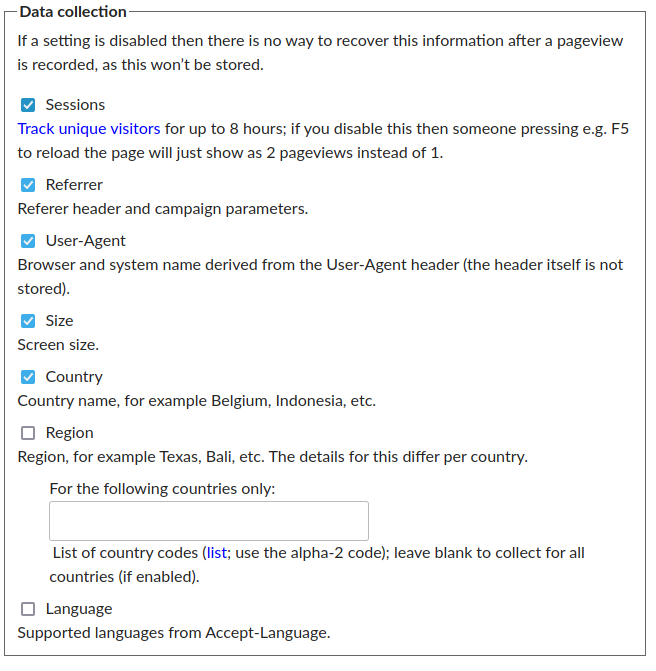 Data collection
If a setting is disabled then there is no way to recover this information after a pageview
is recorded, as this won’t be stored.
Sessions
Track unique visitors for up to 8 hours; if you disable this then someone pressing e.g. F5
to reload the page will just show as 2 pageviews instead of 1.
Referrer
Referer header and campaign parameters.
User-Agent
Browser and system name derived from the User-Agent header (the header itself is not
stored).
Size
Screen size.
Country
Country name, for example Belgium, Indonesia, etc.
Region
Region, for example Texas, Bali, etc. The details for this differ per country.
For the following countries only:
List of country codes (list; use the alpha-2 code); leave blank to collect for all
countries (if enabled).
Language
Supported languages from Accept-Language.